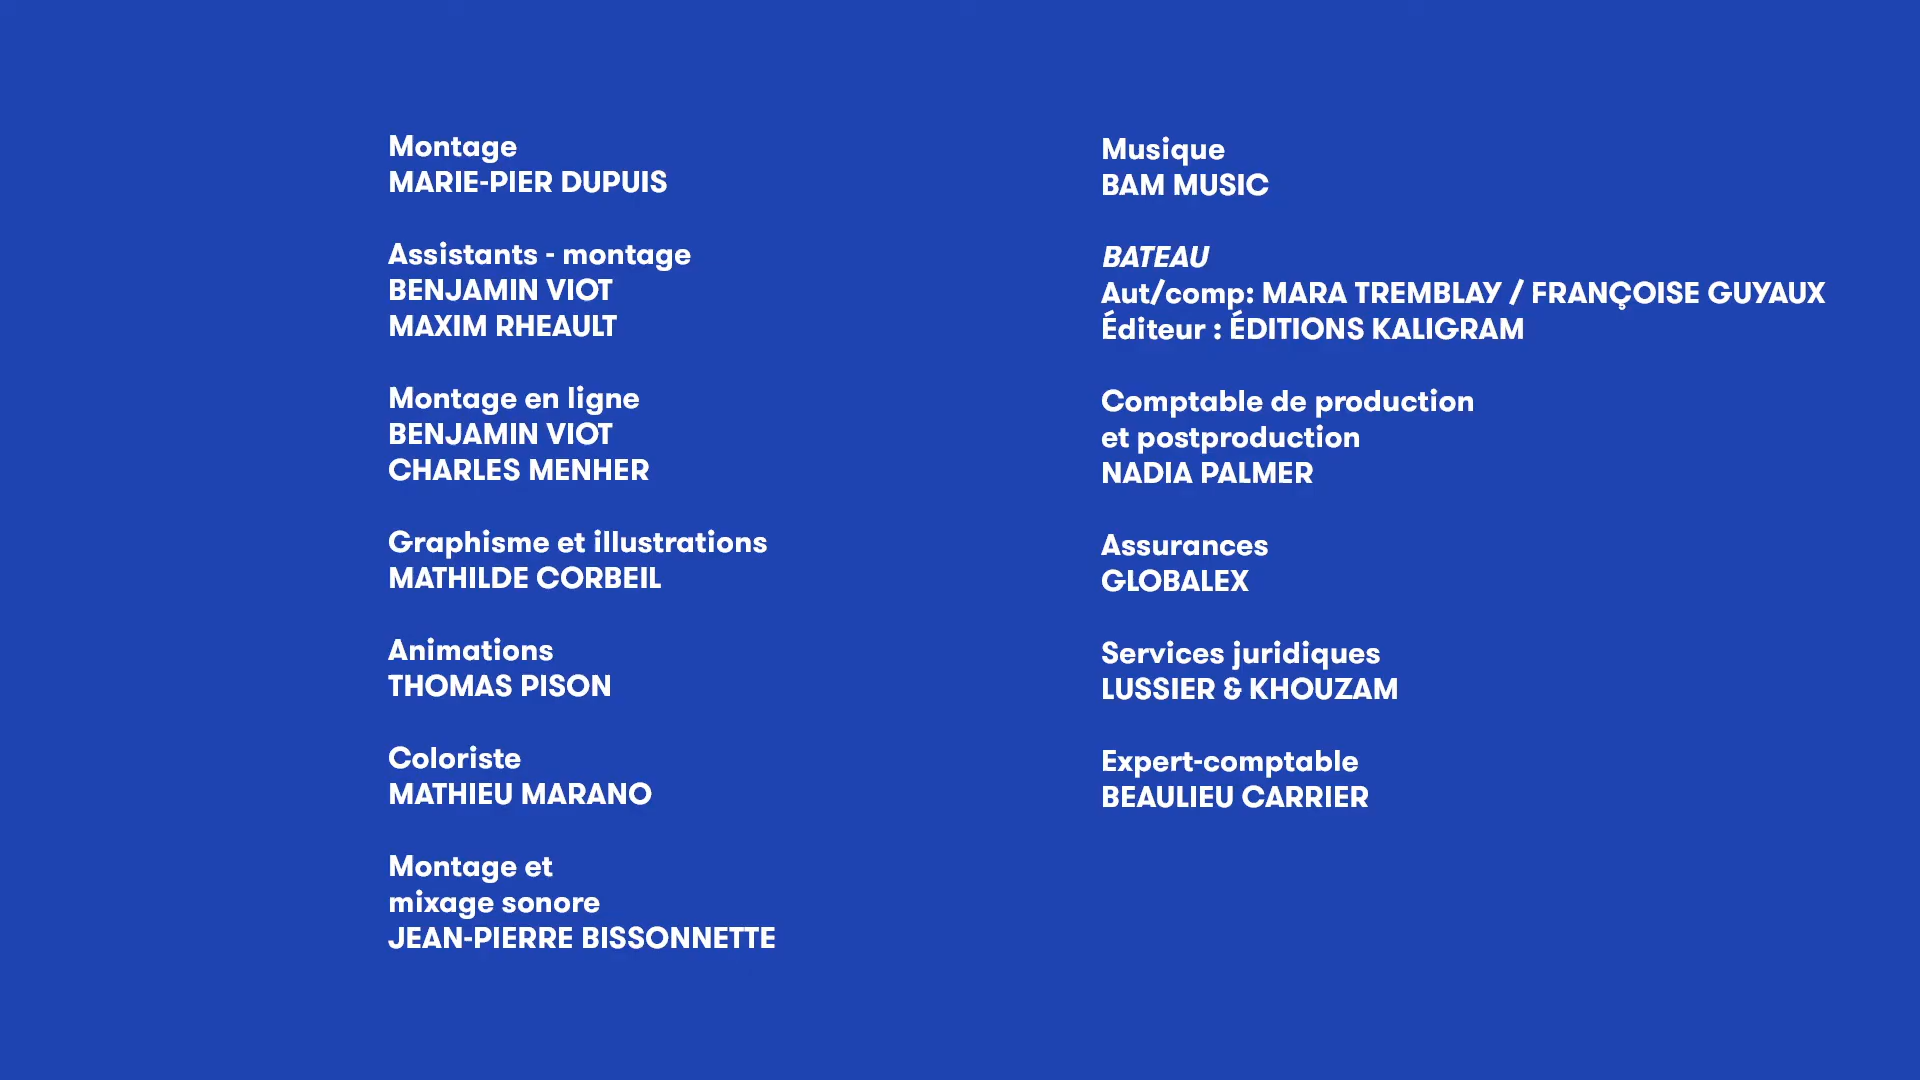 Montage
MARIE-PIER DUPUIS
Assistants - montage
BENJAMIN VIOT
MAXIM RHEAULT
Montage en ligne
BENJAMIN VIOT
CHARLES MENHER
Graphisme et illustrations
MATHILDE CORBEIL
Animations
THOMAS PISON
Coloriste
MATHIEU MARANO
Montage et
mixage sonore
JEAN-PIERRE BISSONNETTE
Musique
BAM MUSIC
BATEAU
Aut/comp: MARA TREMBLAY / FRANÇOISE GUYAUX
Éditeur : ÉDITIONS KALIGRAM
Comptable de production
et postproduction
NADIA PALMER
Assurances
GLOBALEX
Services juridiques
LUSSIER & KHOUZAM
Expert-comptable
BEAULIEU CARRIER